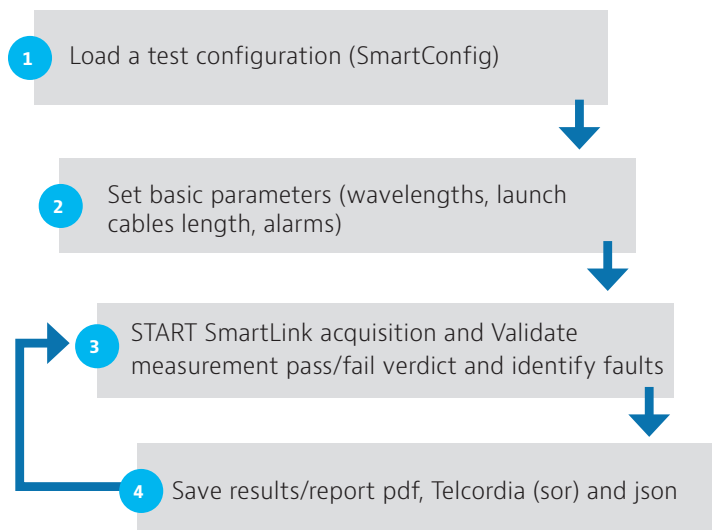 1
Load a test configuration (SmartConfig)
2
Set basic parameters (wavelengths, launch
cables length, alarms)
3
START SmartLink acquisition and Validate
measurement pass/fail verdict and identify faults
4
Save results/report pdf, Telcordia (sor) and json